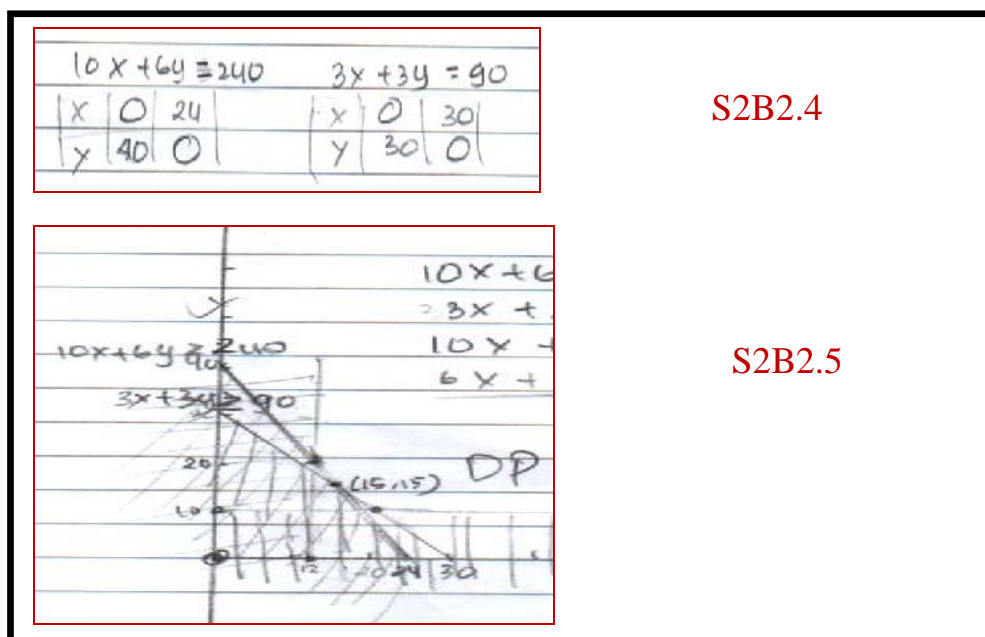 10x + 6y = 240 3x + 3y = 90
x 0 24 x 0 30
y 40 0 y 30 0
S2B2.4
10x + 6
3x +
y
10x + 6y ≥ 240 10x +
40 6x +
3x + 3y ≥ 90
S2B2.5
20 DP
(15,15)
10
12 24 30